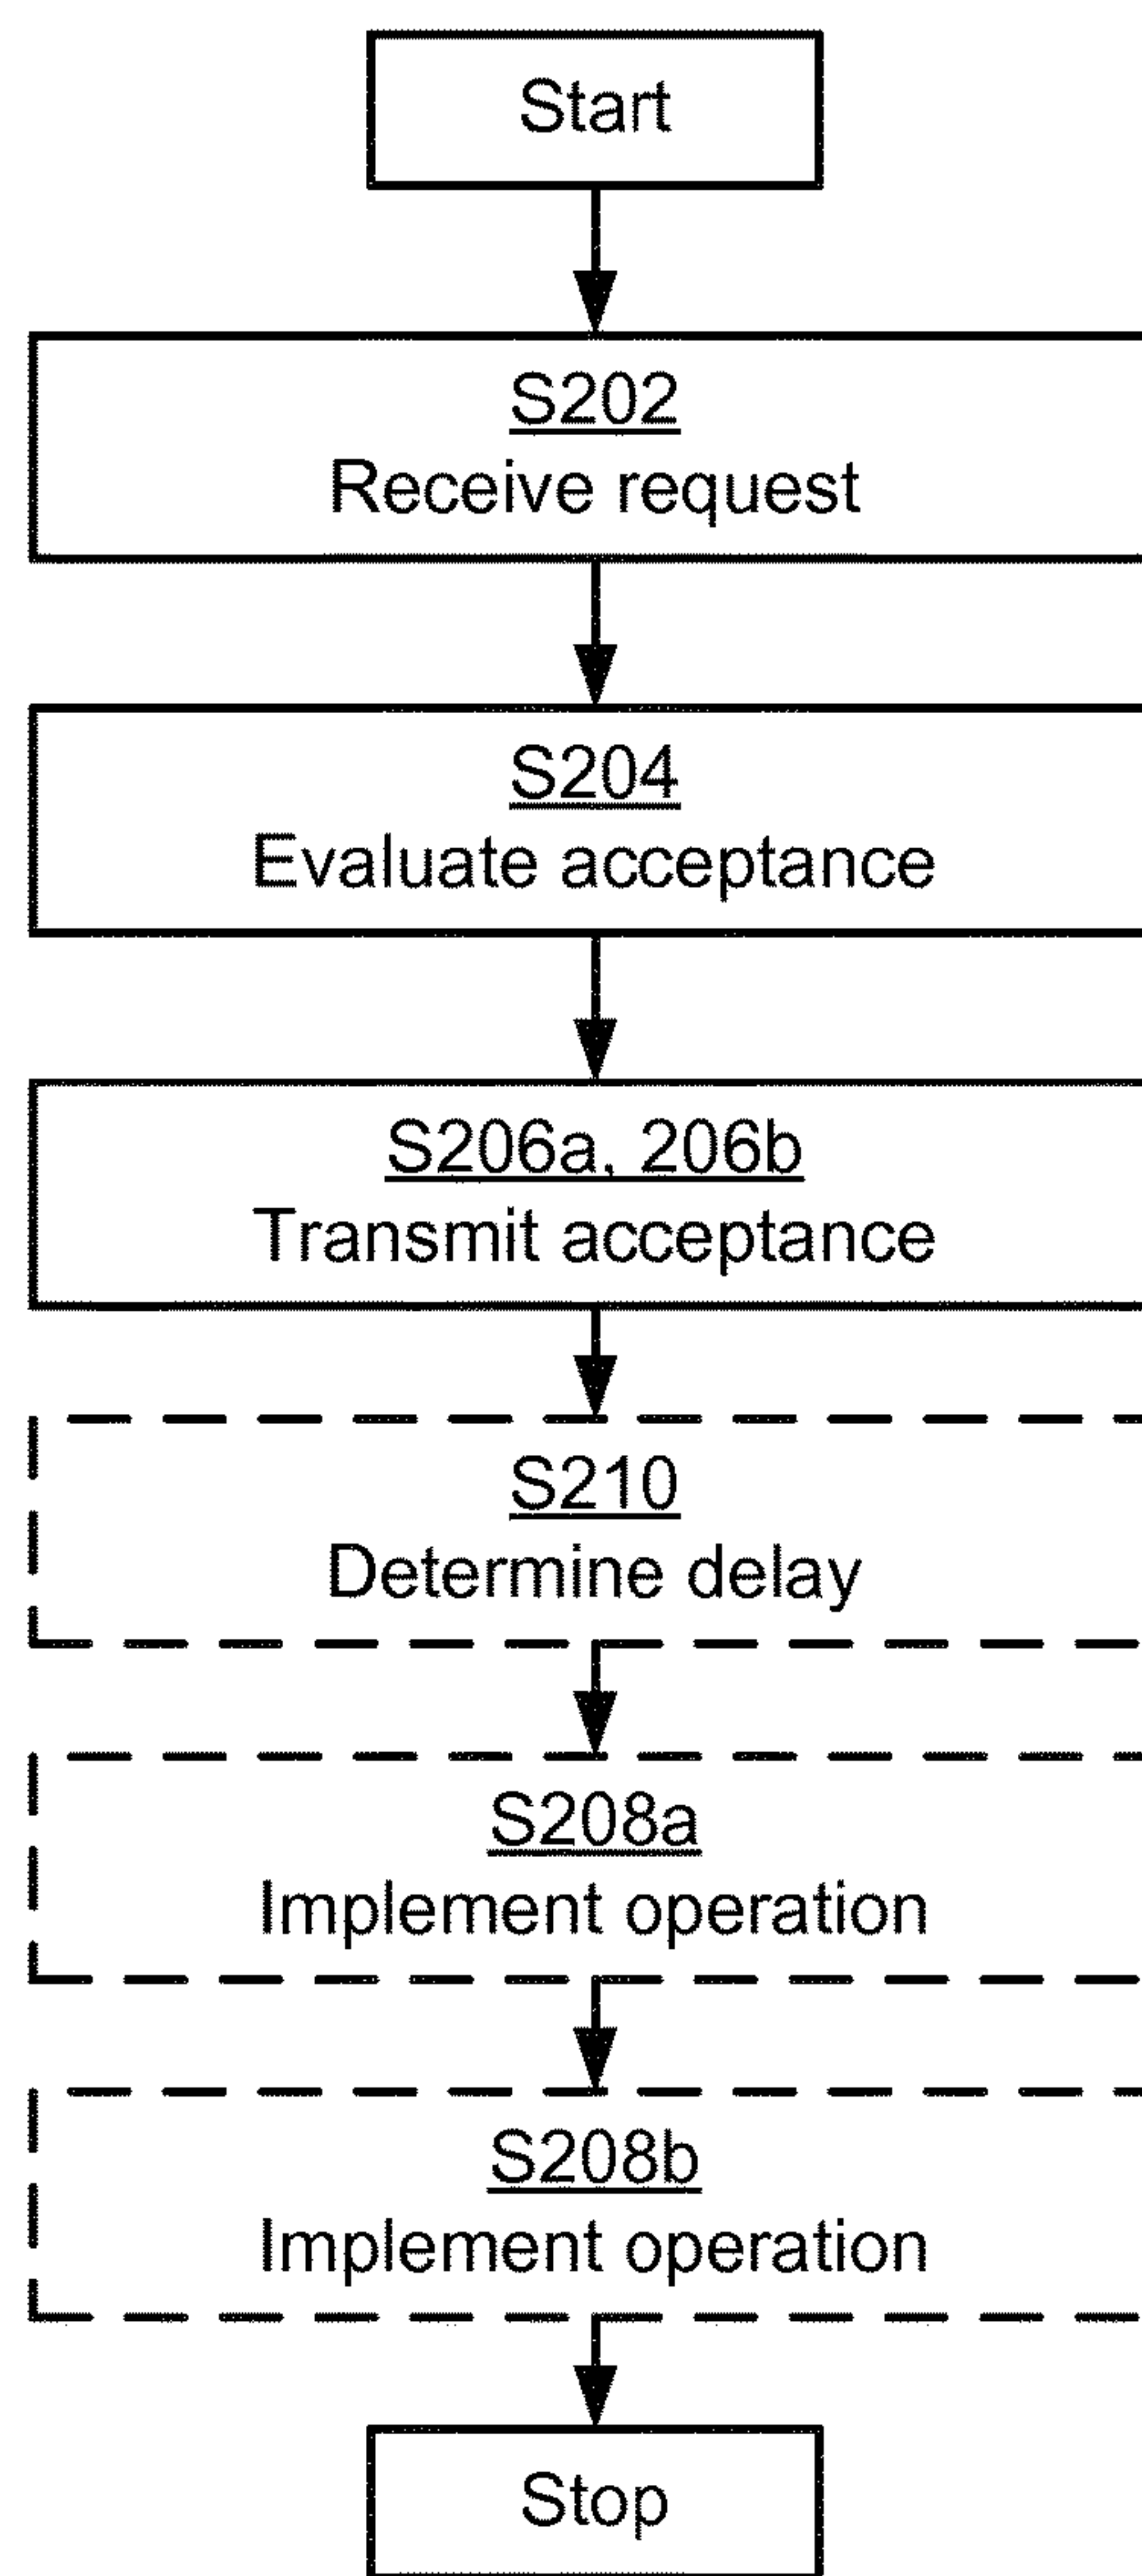 Start
S202
Receive request
S204
Evaluate acceptance
S206a, 206b
Transmit acceptance
S210
Determine delay
S208a
Implement operation
S208b
Implement operation
Stop